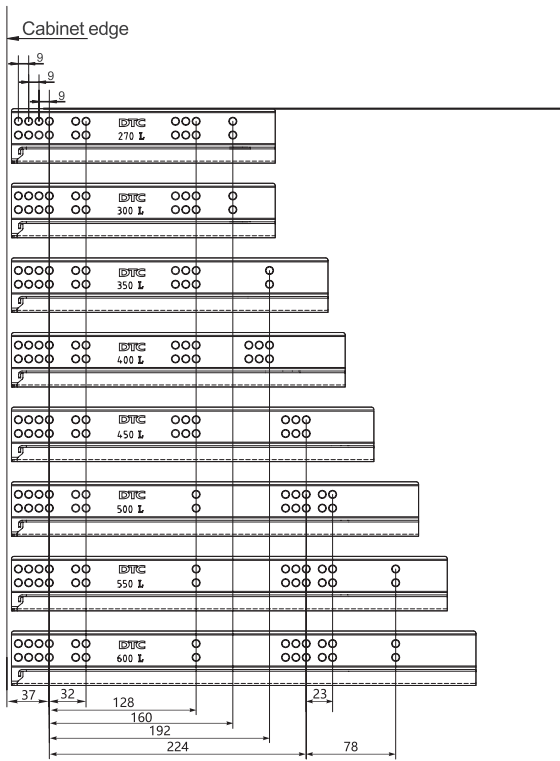 Cabinet edge
9
9
9
DTC
270 L
DTC
300 L
DTC
350 L
DTC
400 L
DTC
450 L
DTC
500 L
DTC
550 L
DTC
600 L
37 32 23
128
160
192
224 78